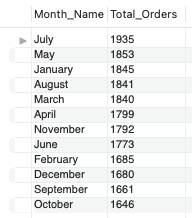 Month_Name Total_Orders
July 1935
May 1853
January 1845
August 1841
March 1840
April 1799
November 1792
June 1773
February 1685
December 1680
September 1661
October 1646